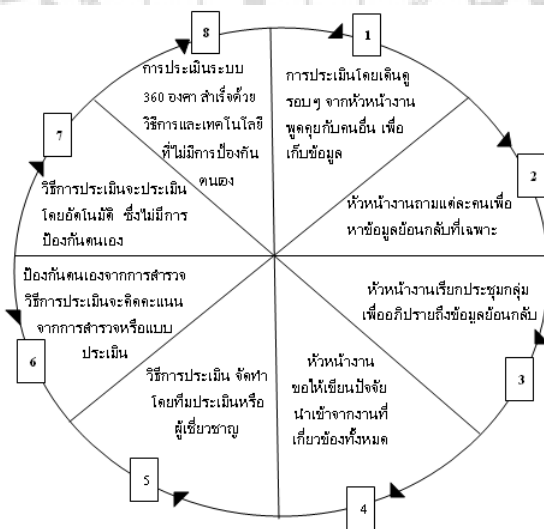 1
การประเมินโดยเดินดู
รอบๆ จากหัวหน้างาน
พูดคุยกับคนอื่น เพื่อ
เก็บข้อมูล
2
หัวหน้างานถามแต่ละคนเพื่อ
หาข้อมูลย้อนกลับที่เฉพาะ
3
หัวหน้างานเรียกประชุมกลุ่ม
เพื่ออภิปรายถึงข้อมูลย้อนกลับ
4
หัวหน้างาน
ขอให้เขียนปัจจัย
นำเข้าจากงานที่
เกี่ยวข้องทั้งหมด
5
วิธีการประเมิน จัดทำ
โดยทีมประเมินหรือ
ผู้เชี่ยวชาญ
6
ป้องกันตนเองจากการสำรวจ
วิธีการประเมินจะคิดคะแนน
จากการสำรวจหรือแบบ
ประเมิน
7
วิธีการประเมินจะประเมิน
โดยอัตโนมัติ ซึ่งไม่มีการ
ป้องกันตนเอง
8
การประเมินระบบ
360 องศา สำเร็จด้วย
วิธีการและเทคโนโลยี
ที่ไม่มีการป้องกัน
ตนเอง